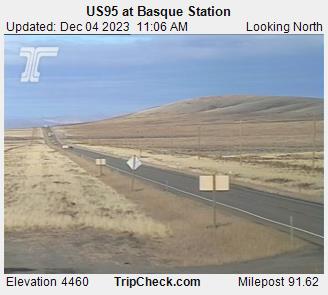 US95 at Basque Station
Updated: Dec 04 2023 11:06 AM Looking North
Elevation 4460 TripCheck.com Milepost 91.62